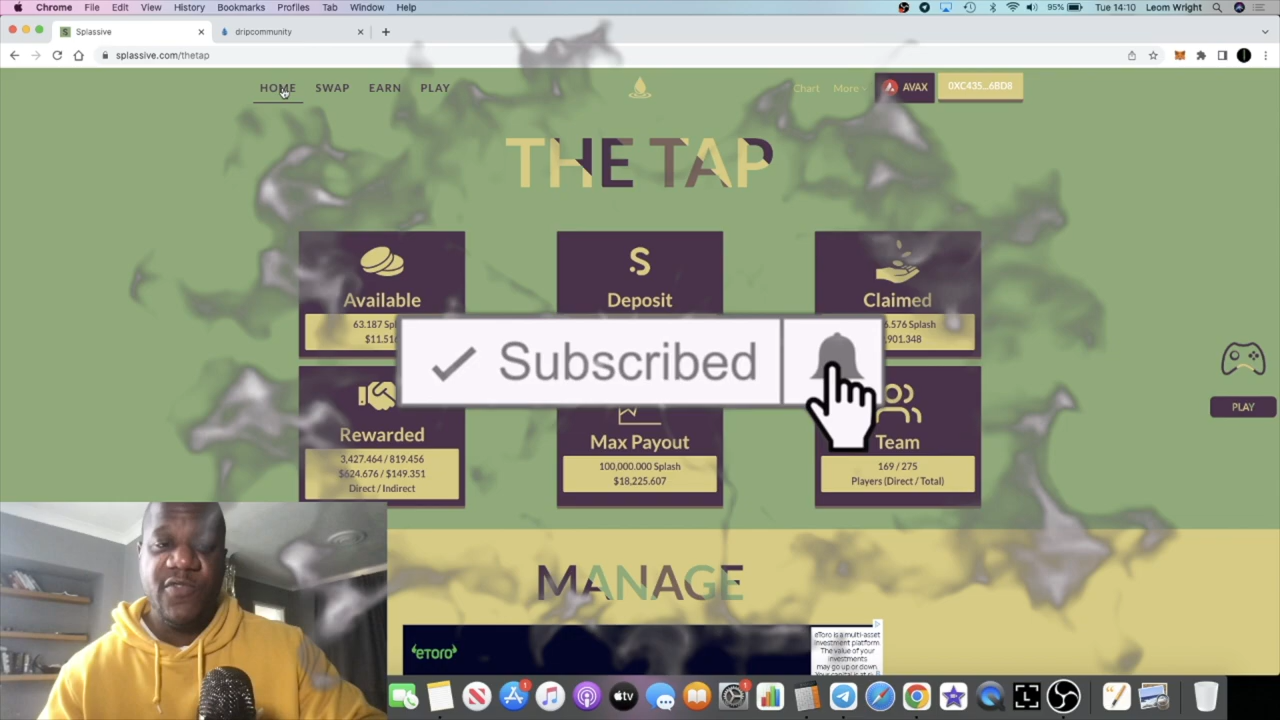 Chrome File Edit View History Bookmarks Profiles Tab Window Help 95% Tue 14:10 Leom Wright
Splassive dripcommunity
splassive.com/thetap
HOME SWAP EARN PLAY Chart More AVAX 0XC435...6BD8
THE TAP
Available
63.187
$11.51
Deposit
Claimed
6.576 Splash
901.348
Subscribed
PLAY
Rewarded
3,427.464 / 819.456
$624.676 / $149.351
Direct / Indirect
Max Payout
100,000.000 Splash
$18,225.607
Team
169 / 275
Players (Direct / Total)
MANAGE
eToro
eToro is a multi-asset
investment platform.
The value of your
investments
may go up or down.
tv